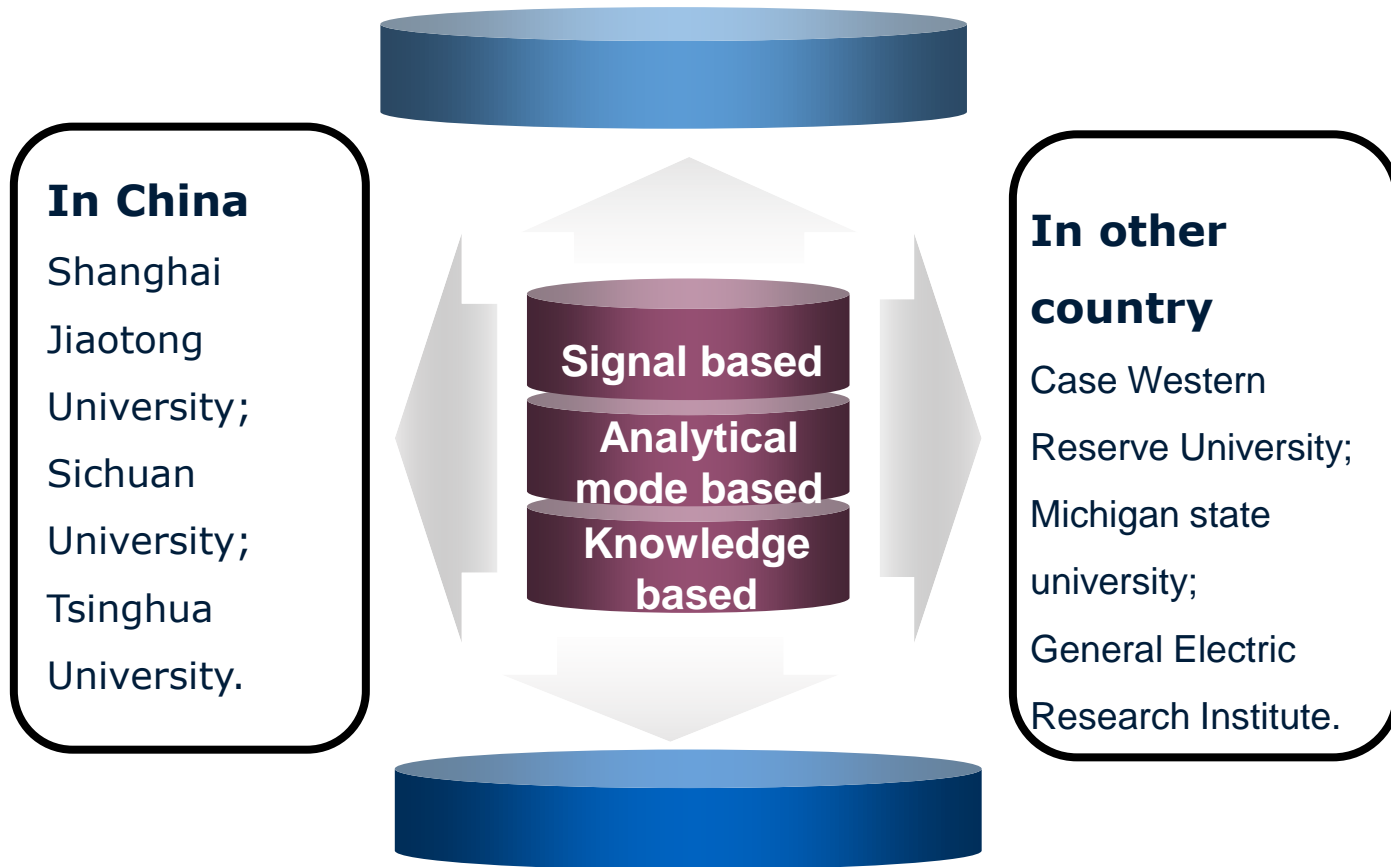 In China
Shanghai
Jiaotong
University;
Sichuan
University;
Tsinghua
University.
Signal based
Analytical
mode based
Knowledge
based
In other
country
Case Western
Reserve University;
Michigan state
university;
General Electric
Research Institute.